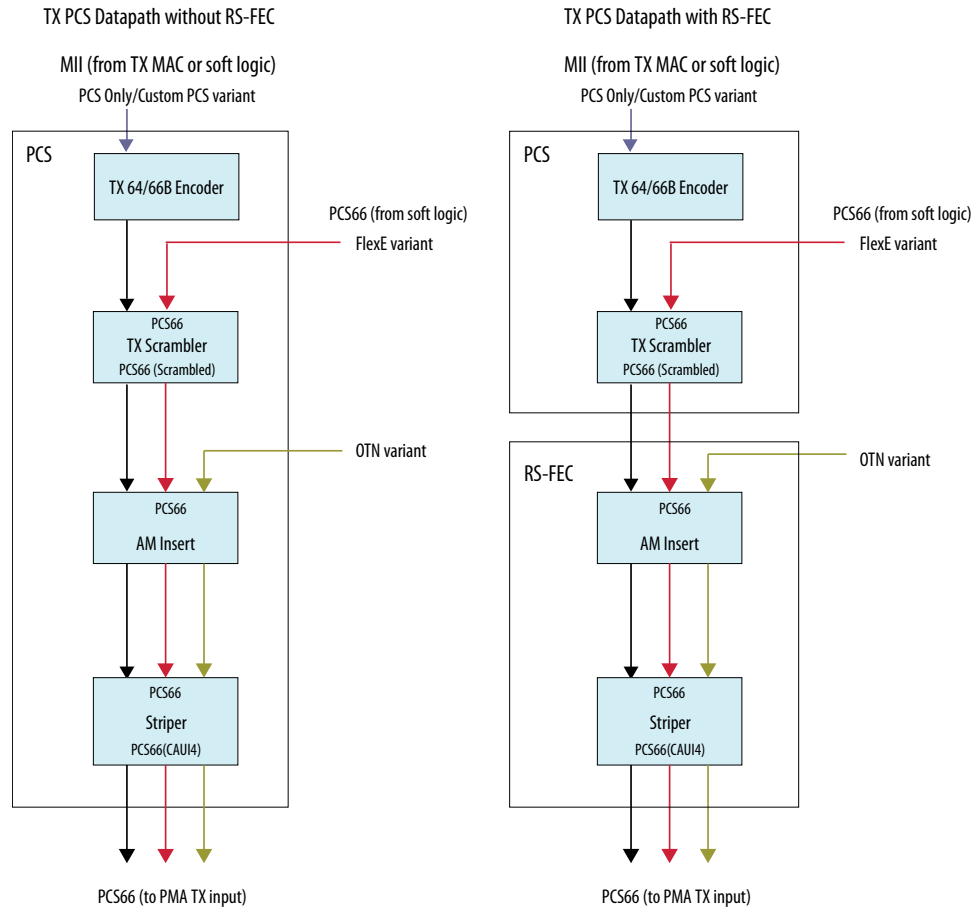 TX PCS Datapath without RS-FEC
MII (from TX MAC or soft logic)
PCS Only/Custom PCS variant
PCS
TX 64/66B Encoder
PCS66 (from soft logic)
FlexE variant
PCS66
TX Scrambler
PCS66 (Scrambled)
OTN variant
PCS66
AM Insert
PCS66
Striper
PCS66(CAUI4)
PCS66 (to PMA TX input)
TX PCS Datapath with RS-FEC
MII (from TX MAC or soft logic)
PCS Only/Custom PCS variant
PCS
TX 64/66B Encoder
PCS66 (from soft logic)
FlexE variant
PCS66
TX Scrambler
PCS66 (Scrambled)
RS-FEC
OTN variant
PCS66
AM Insert
PCS66
Striper
PCS66(CAUI4)
PCS66 (to PMA TX input)